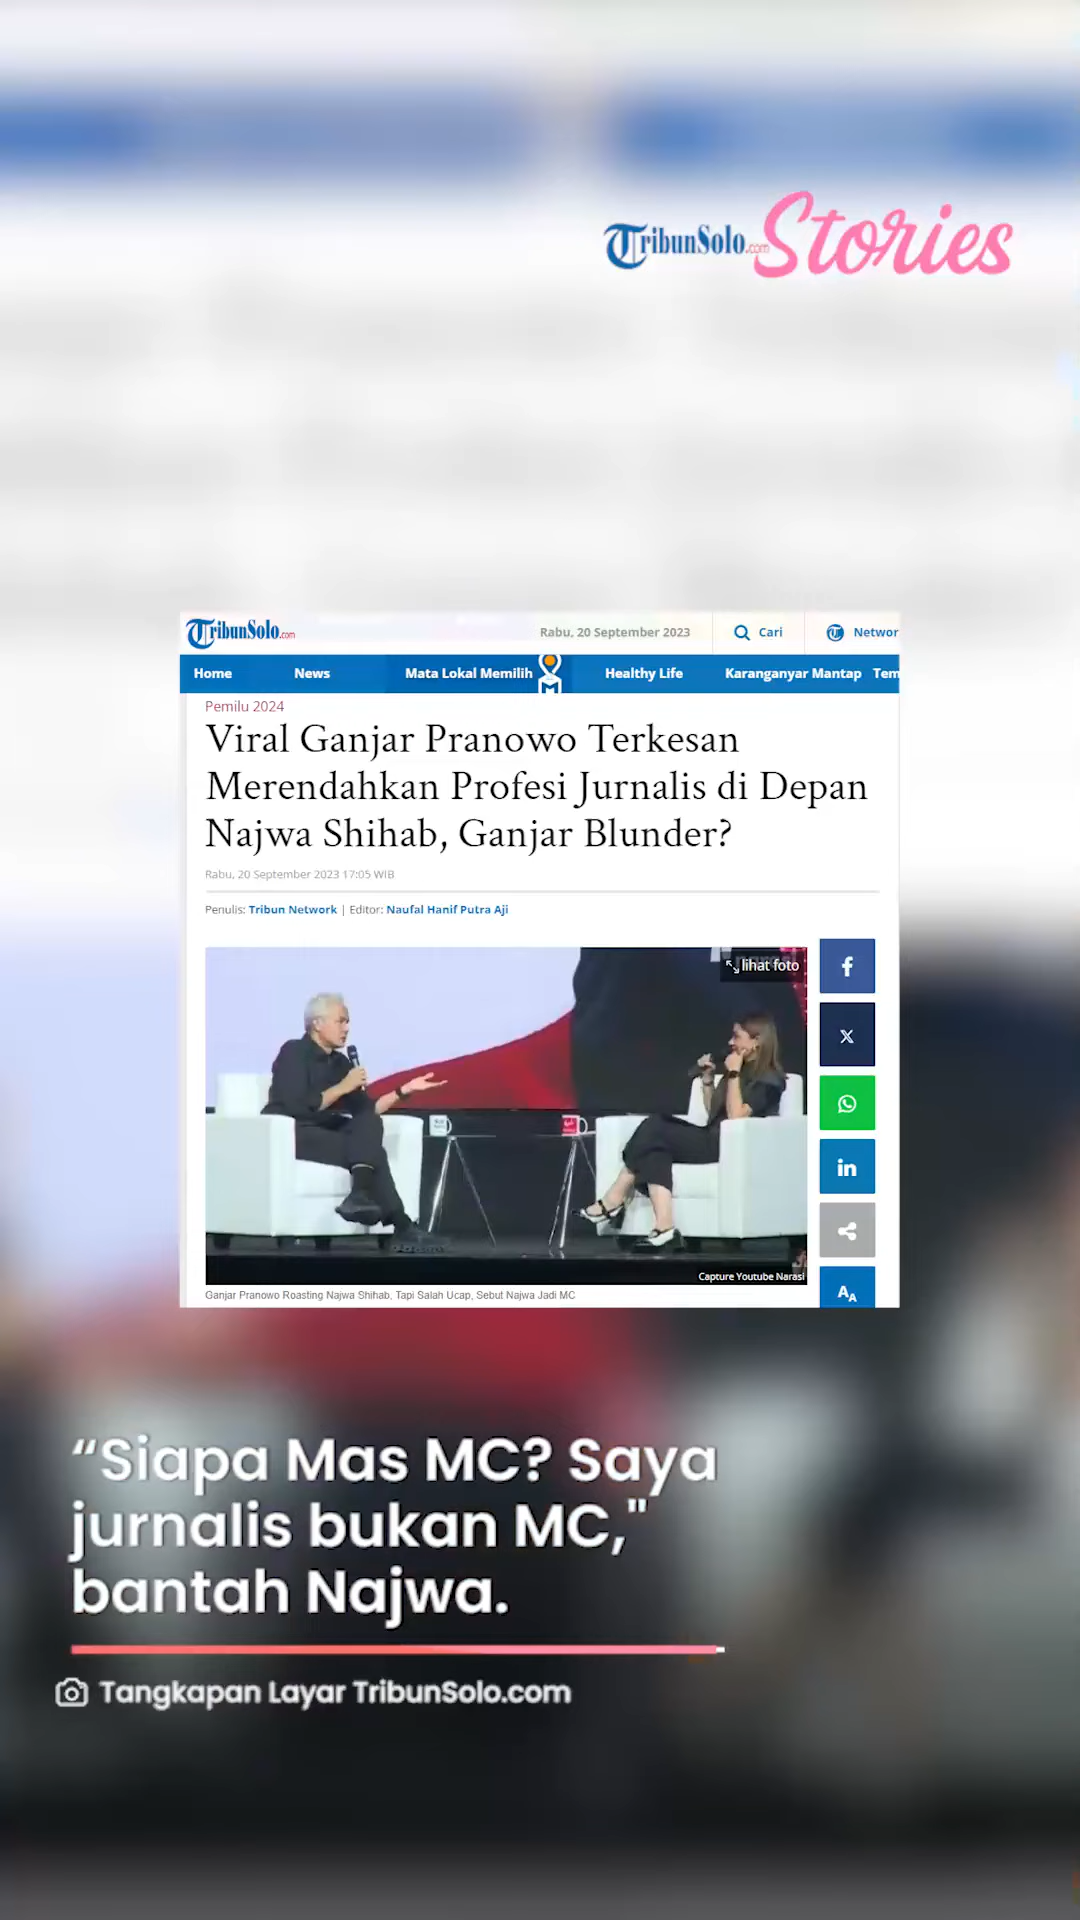 TribunSolo.com Stories
TribunSolo.com
Rabu, 20 September 2023
Cari
Networ
Home
News
Mata Lokal Memilih
Healthy Life
Karanganyar Mantap
Tem
Pemilu 2024
Viral Ganjar Pranowo Terkesan
Merendahkan Profesi Jurnalis di Depan
Najwa Shihab, Ganjar Blunder?
Rabu, 20 September 2023 17:05 WIB
Penulis: Tribun Network | Editor: Naufal Hanif Putra Aji
lihat foto
Capture Youtube Narasi
Ganjar Pranowo Roasting Najwa Shihab, Tapi Salah Ucap, Sebut Najwa Jadi MC
“Siapa Mas MC? Saya
jurnalis bukan MC,"
bantah Najwa.
Tangkapan Layar TribunSolo.com